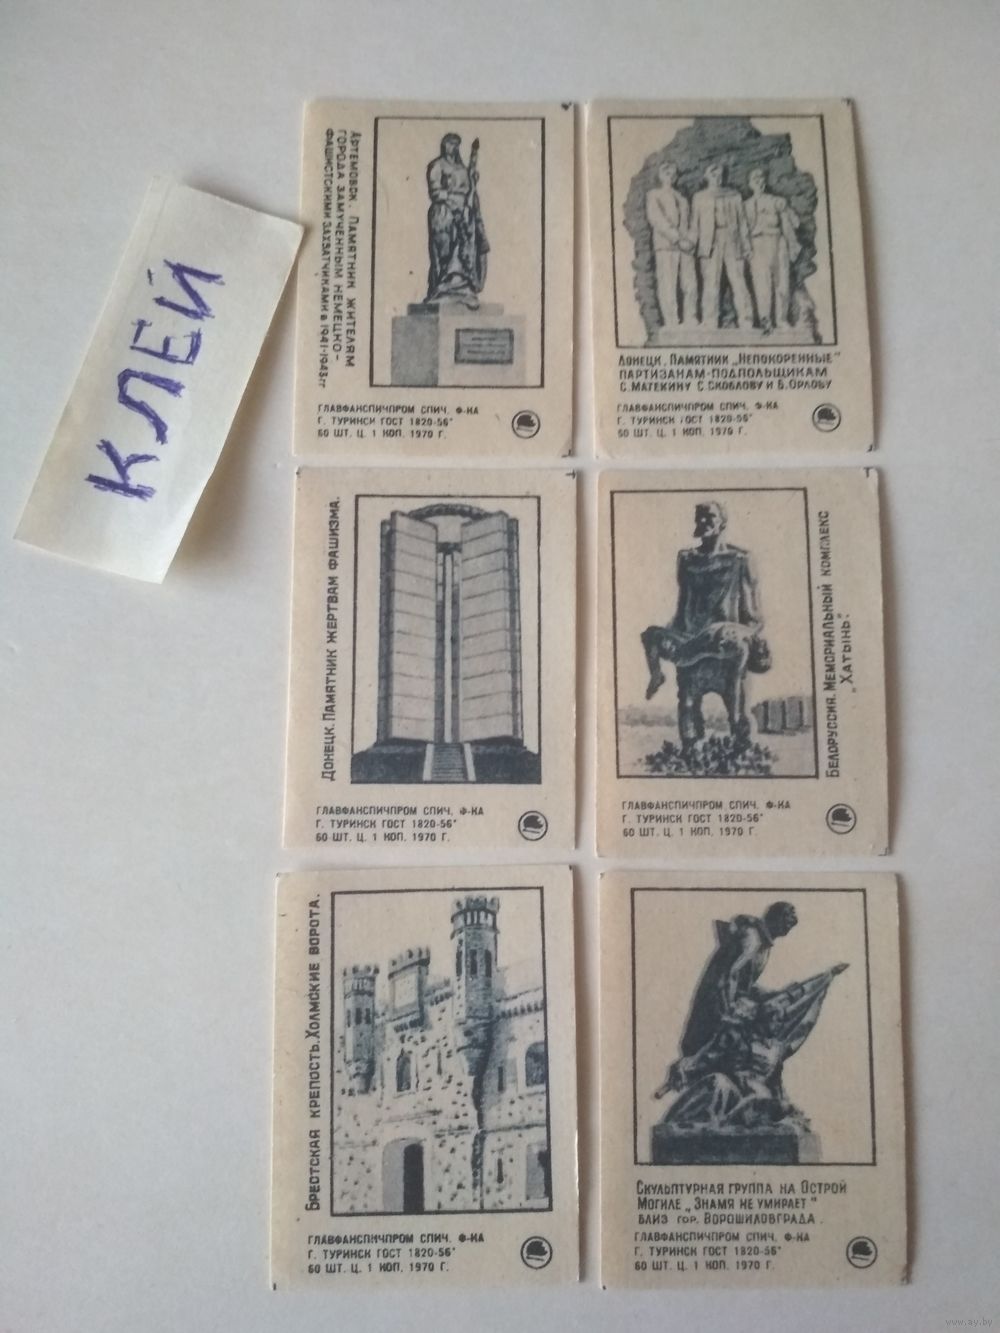 КЛЕЙ
АРТЕМОВСК. ПАМЯТНИК ЖИТЕЛЯМ
ГОРОДА ЗАМУЧЕННЫМ НЕМЕЦКО-
ФАШИСТСКИМИ ЗАХВАТЧИКАМИ В 1941-1943 гг
ГЛАВФАНСПИЧПРОМ СПИЧ. Ф-КА
Г. ТУРИНСК ГОСТ 1820-56*
60 ШТ. Ц. 1 КОП. 1970 Г.
ДОНЕЦК. ПАМЯТНИК „НЕПОКОРЕННЫЕ"
ПАРТИЗАНАМ-ПОДПОЛЬЩИКАМ
С. МАТЕКИНУ С. СКОБЛОВУ И Б. ОРЛОВУ
ГЛАВФАНСПИЧПРОМ СПИЧ. Ф-КА
Г. ТУРИНСК ГОСТ 1820-56*
60 ШТ. Ц. 1 КОП. 1970 Г.
ДОНЕЦК. ПАМЯТНИК ЖЕРТВАМ ФАШИЗМА.
ГЛАВФАНСПИЧПРОМ СПИЧ. Ф-КА
Г. ТУРИНСК ГОСТ 1820-56*
60 ШТ. Ц. 1 КОП. 1970 Г.
БЕЛОРУССИЯ. МЕМОРИАЛЬНЫЙ КОМПЛЕКС
„ХАТЫНЬ".
ГЛАВФАНСПИЧПРОМ СПИЧ. Ф-КА
Г. ТУРИНСК ГОСТ 1820-56*
60 ШТ. Ц. 1 КОП. 1970 Г.
БРЕСТСКАЯ КРЕПОСТЬ. ХОЛМСКИЕ ВОРОТА.
ГЛАВФАНСПИЧПРОМ СПИЧ. Ф-КА
Г. ТУРИНСК ГОСТ 1820-56*
60 ШТ. Ц. 1 КОП. 1970 Г.
СКУЛЬПТУРНАЯ ГРУППА НА ОСТРОЙ
МОГИЛЕ „ЗНАМЯ НЕ УМИРАЕТ"
БЛИЗ ГОР. ВОРОШИЛОВГРАДА.
ГЛАВФАНСПИЧПРОМ СПИЧ. Ф-КА
Г. ТУРИНСК ГОСТ 1820-56*
60 ШТ. Ц. 1 КОП. 1970 Г.
www.ay.by